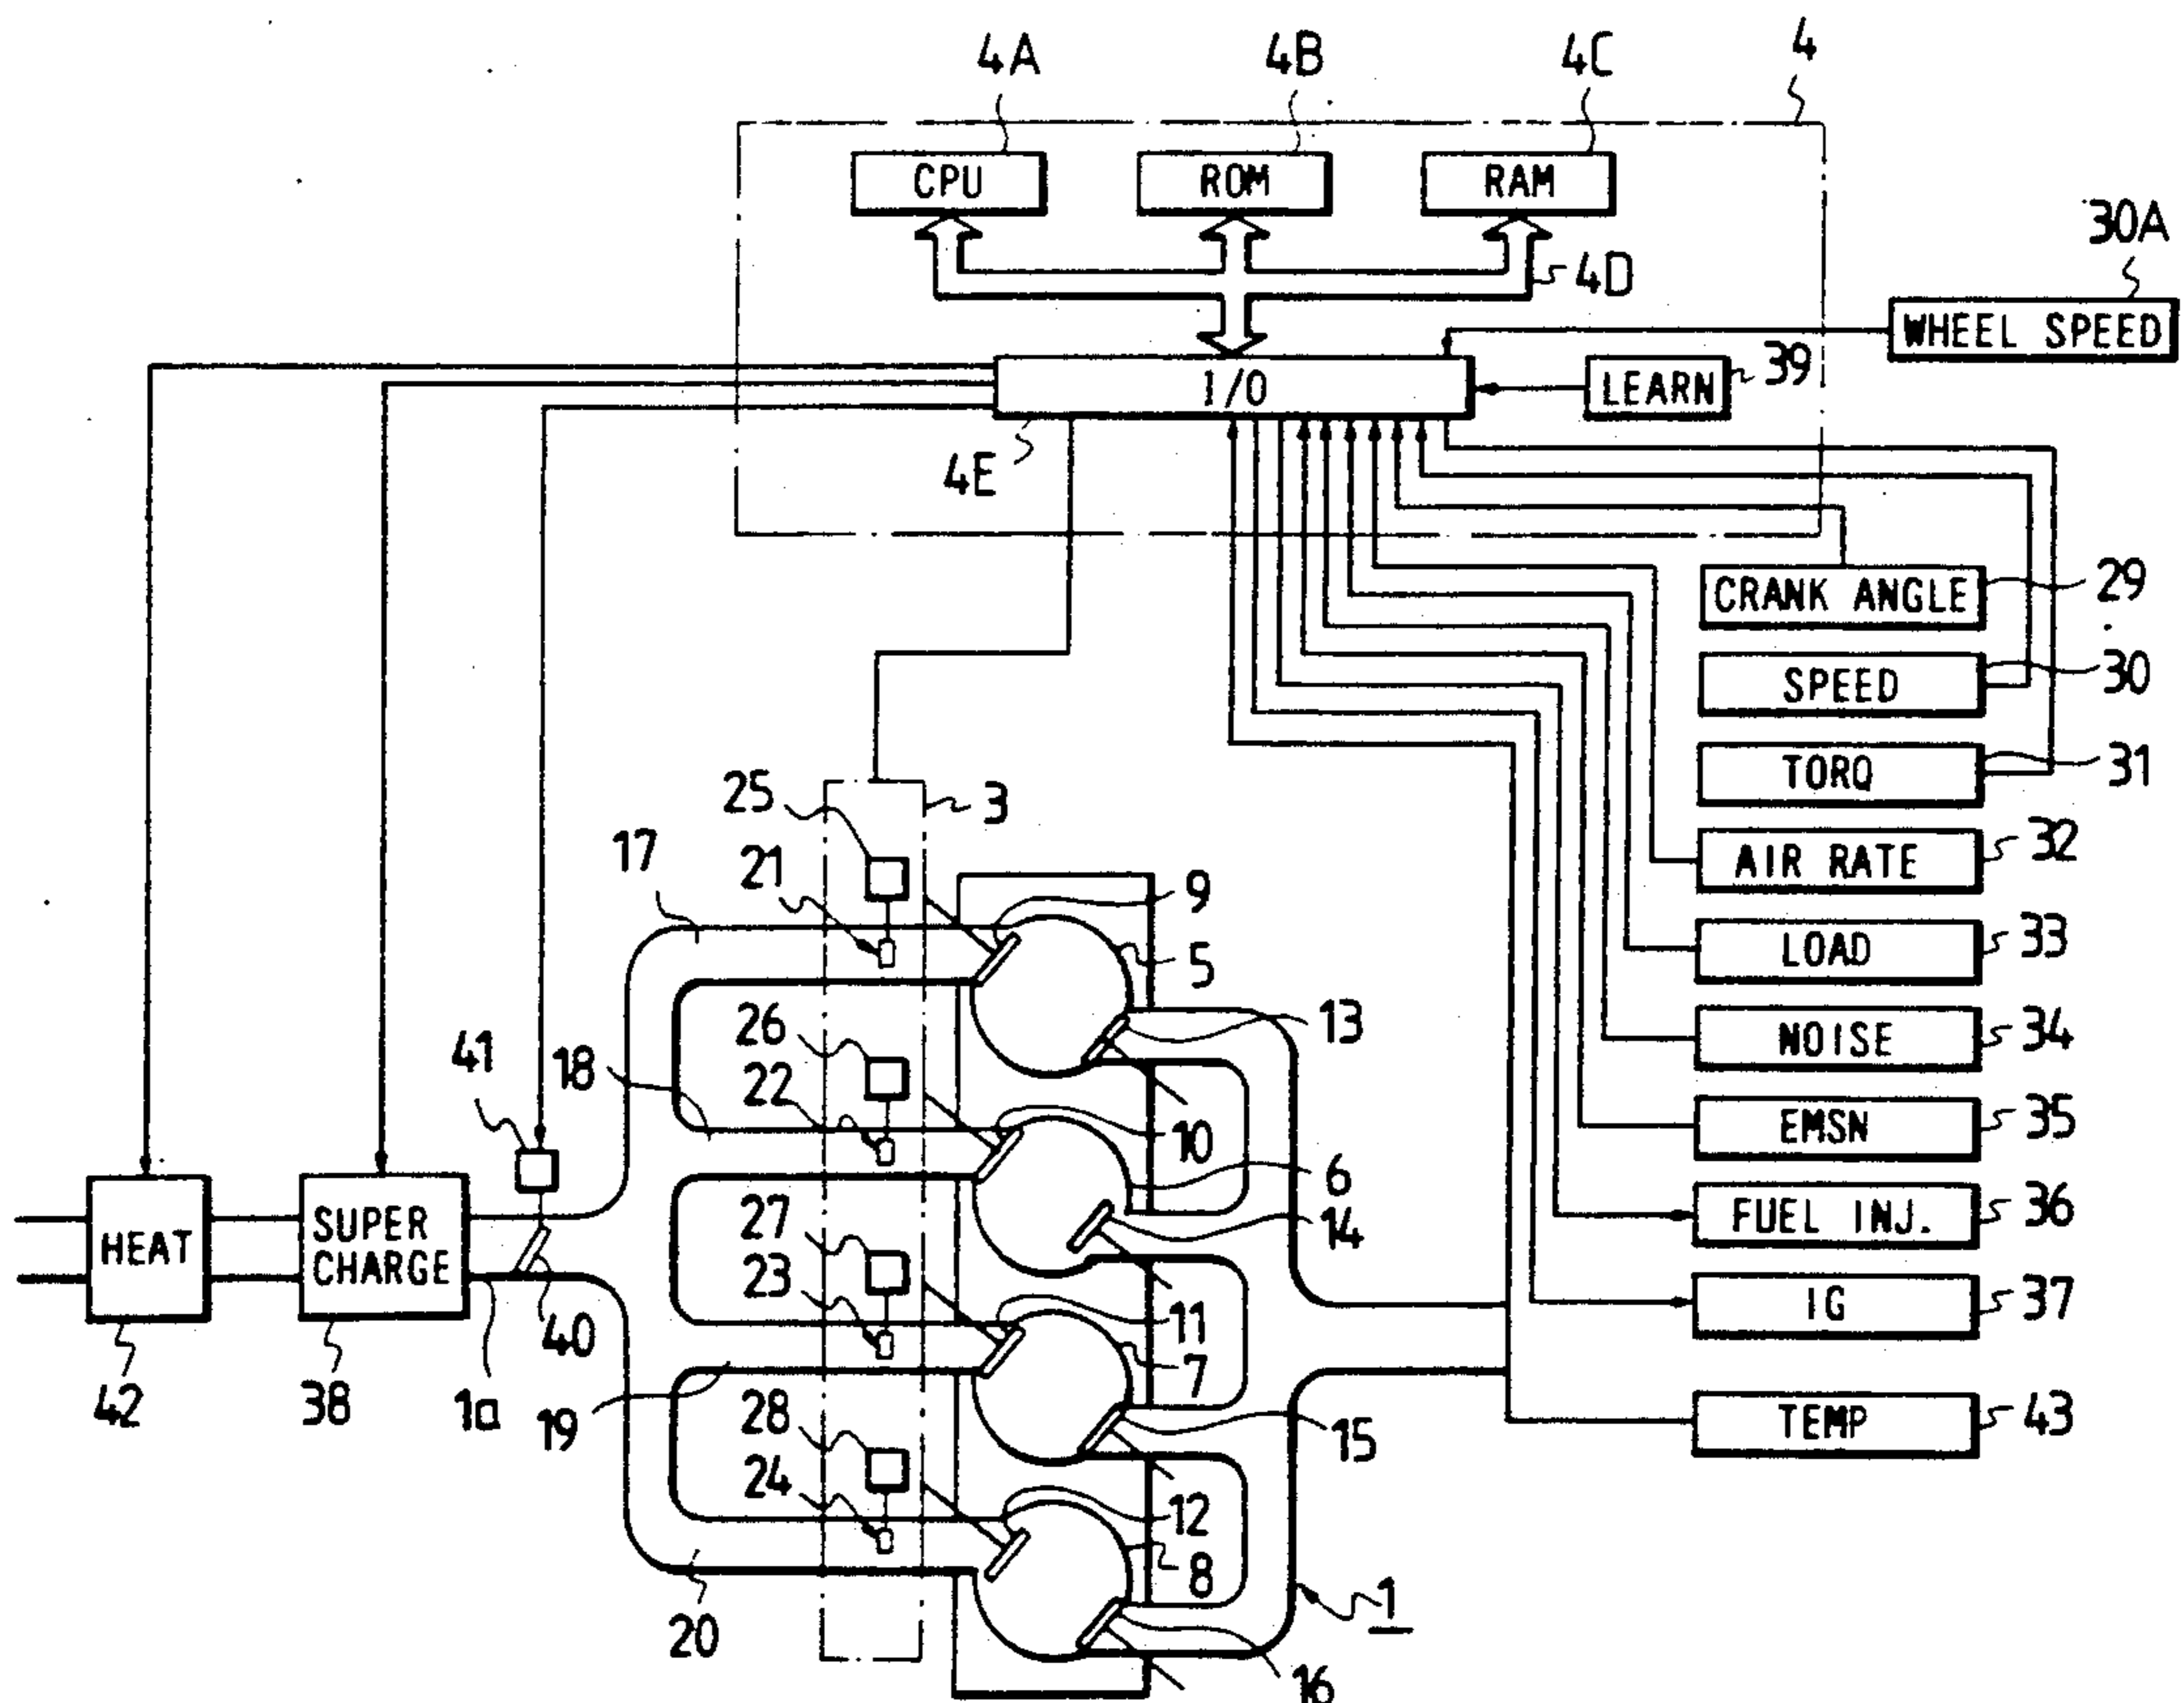 4A 4B 4C 4
CPU ROM RAM
30A
4D
WHEEL SPEED
I/O LEARN 39
4E
CRANK ANGLE 29
SPEED 30
TORQ 31
25 3
17 21 9
AIR RATE 32
5
LOAD 33
26 13
41 18 22
NOISE 34
10
EMSN 35
6
27 14
HEAT SUPER CHARGE
23
FUEL INJ. 36
40 11
IG 37
7
42 38 1a 19 28
15
TEMP 43
24 12
8
20 1
16